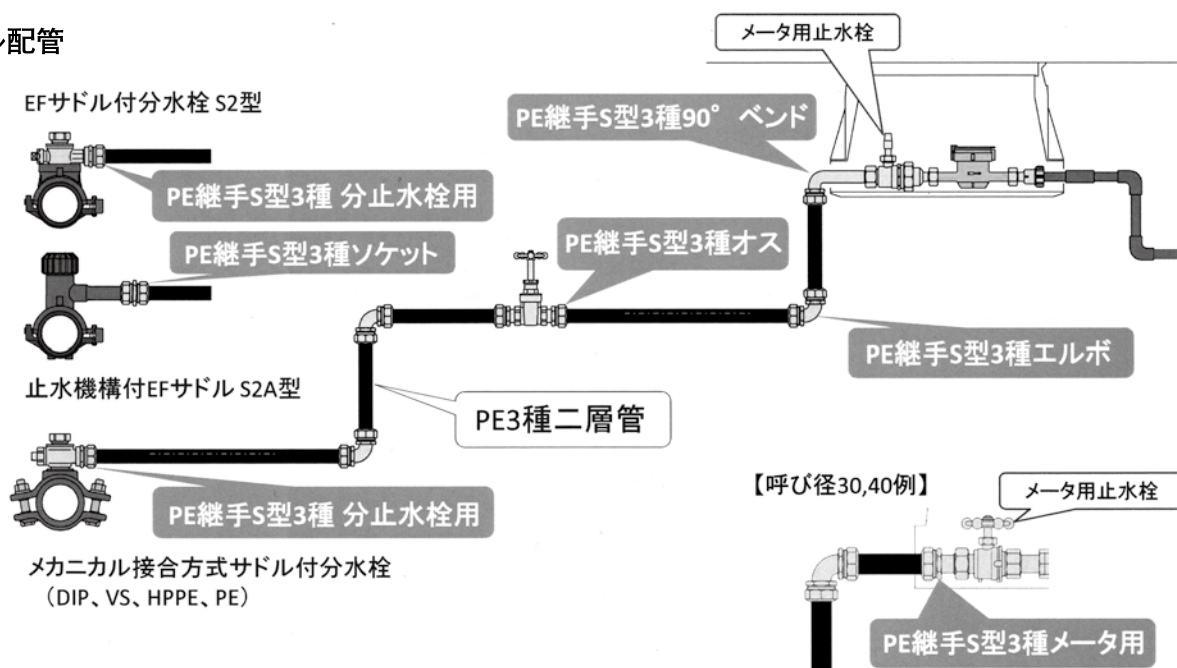 配管
メータ用止水栓
EFサドル付分水栓 S2型
PE継手S型3種90° ベンド
PE継手S型3種 分止水栓用
PE継手S型3種ソケット
PE継手S型3種オス
PE継手S型3種エルボ
止水機構付EFサドル S2A型
PE3種二層管
【呼び径30,40例】
メータ用止水栓
PE継手S型3種 分止水栓用
メカニカル接合方式サドル付分水栓
（DIP、VS、HPPE、PE）
PE継手S型3種メータ用